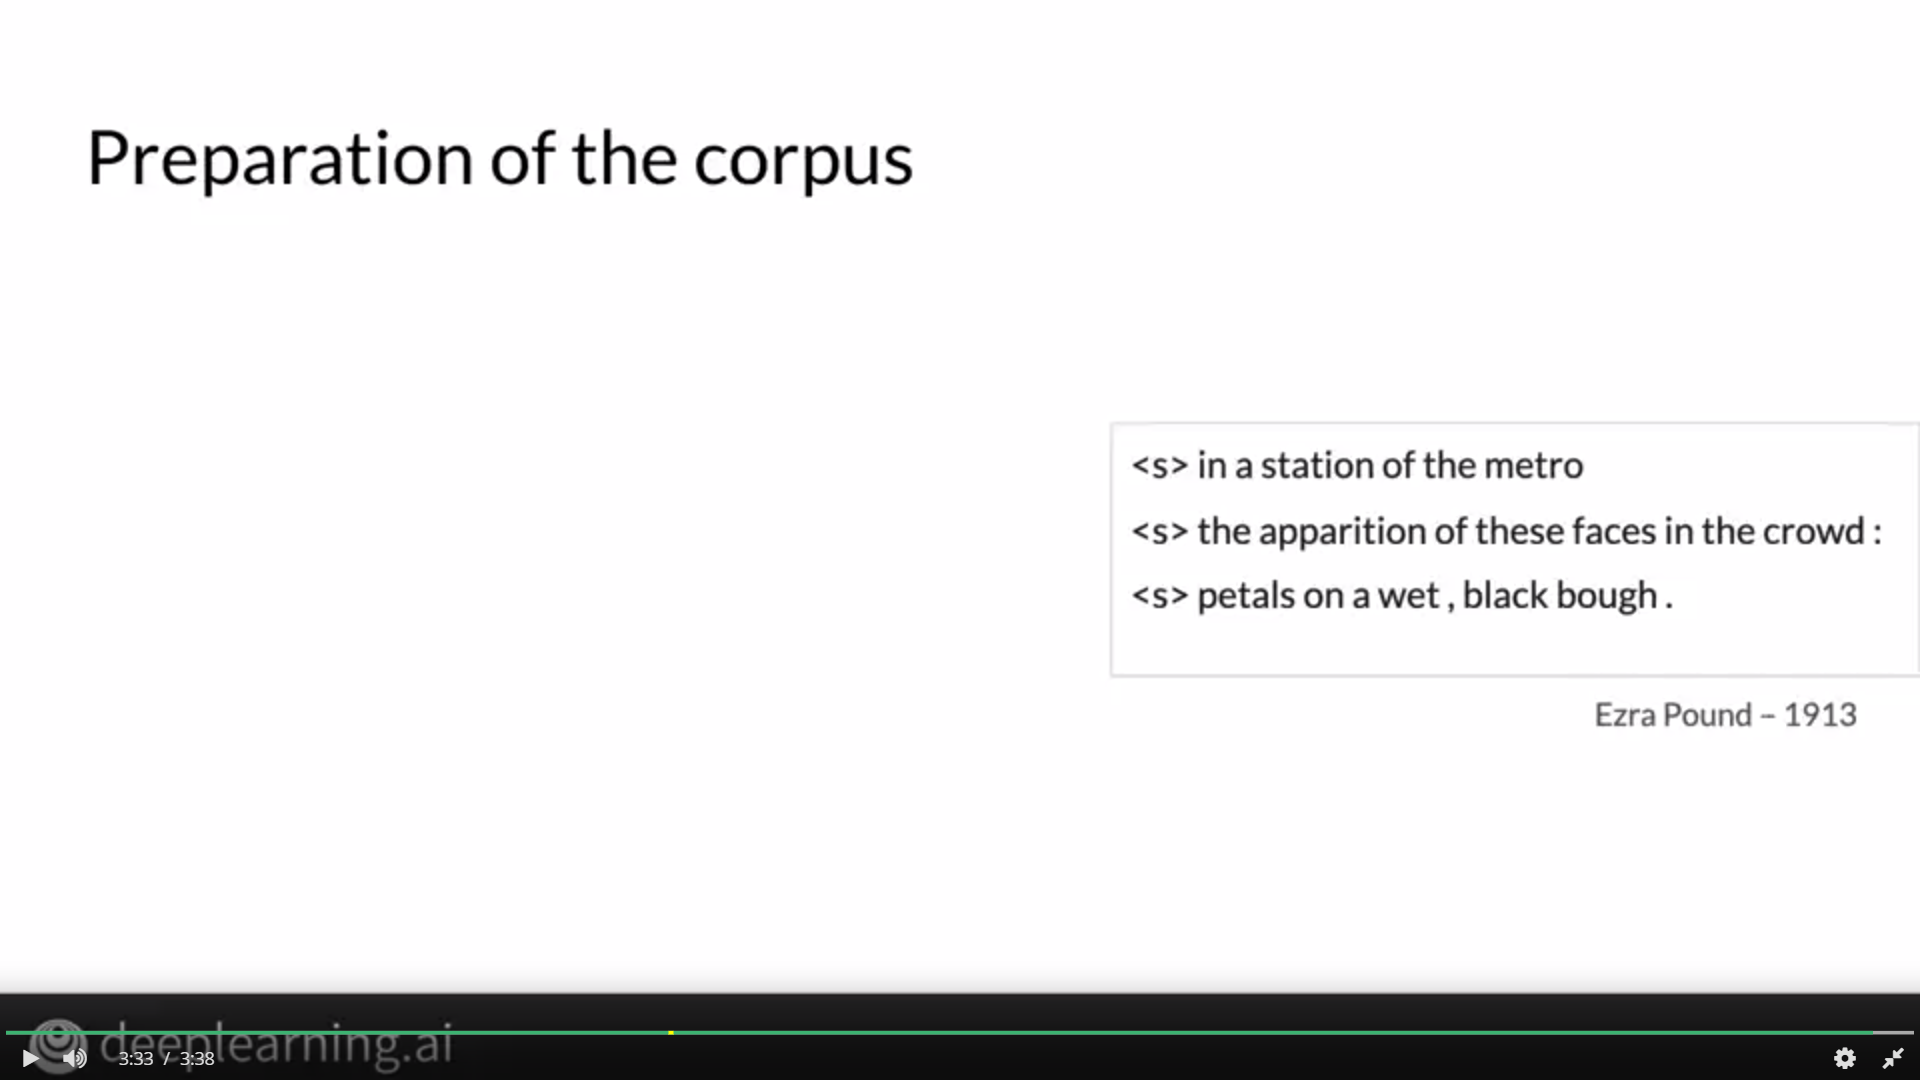 Preparation of the corpus
<s> in a station of the metro
<s> the apparition of these faces in the crowd :
<s> petals on a wet , black bough .
Ezra Pound – 1913
deeplearning.ai
3:33 / 3:38